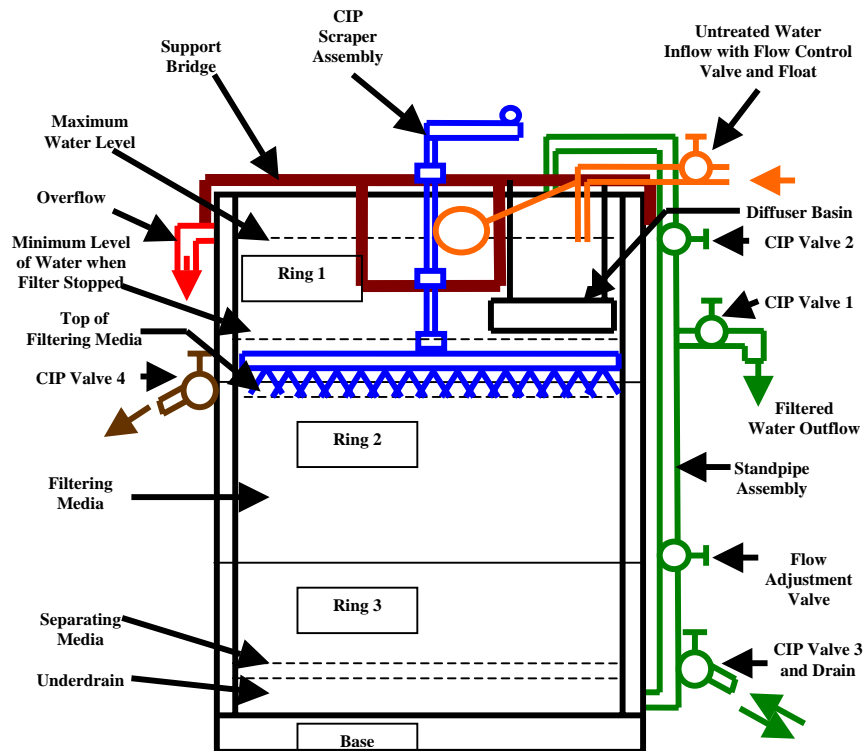 CIP
Scraper
Assembly
Untreated Water
Inflow with Flow Control
Valve and Float
Support
Bridge
Maximum
Water Level
Overflow
Diffuser Basin
CIP Valve 2
Minimum Level
of Water when
Filter Stopped
Ring 1
CIP Valve 1
Top of
Filtering Media
CIP Valve 4
Filtered
Water Outflow
Ring 2
Standpipe
Assembly
Filtering
Media
Flow
Adjustment
Valve
Ring 3
Separating
Media
CIP Valve 3
and Drain
Underdrain
Base